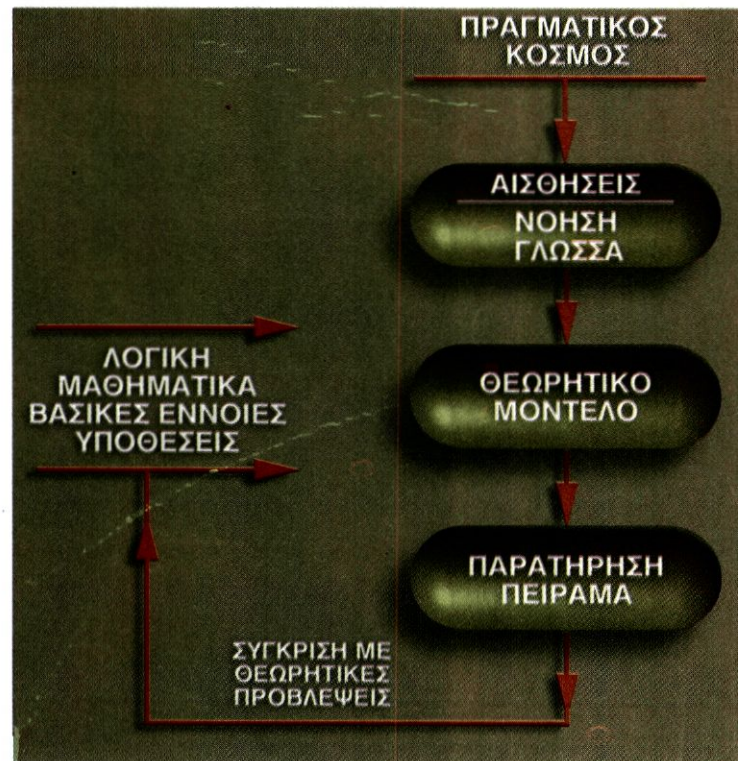 ΠΡΑΓΜΑΤΙΚΟΣ
ΚΟΣΜΟΣ
ΑΙΣΘΗΣΕΙΣ
ΝΟΗΣΗ
ΓΛΩΣΣΑ
ΛΟΓΙΚΗ
ΜΑΘΗΜΑΤΙΚΑ
ΒΑΣΙΚΕΣ ΕΝΝΟΙΕΣ
ΥΠΟΘΕΣΕΙΣ
ΘΕΩΡΗΤΙΚΟ
ΜΟΝΤΕΛΟ
ΠΑΡΑΤΗΡΗΣΗ
ΠΕΙΡΑΜΑ
ΣΥΓΚΡΙΣΗ ΜΕ
ΘΕΩΡΗΤΙΚΕΣ
ΠΡΟΒΛΕΨΕΙΣ